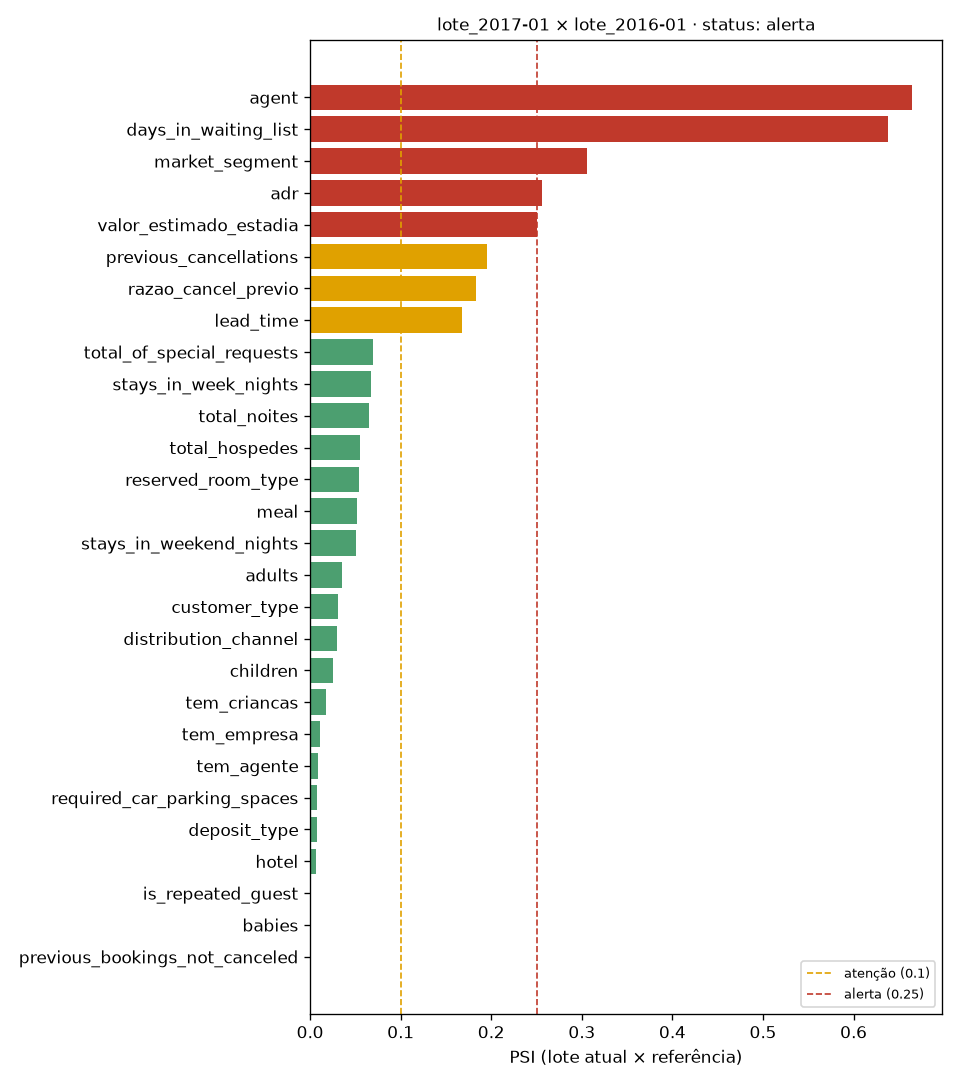 lote_2017-01 × lote_2016-01 · status: alerta
agent
days_in_waiting_list
market_segment
adr
valor_estimado_estadia
previous_cancellations
razao_cancel_previo
lead_time
total_of_special_requests
stays_in_week_nights
total_noites
total_hospedes
reserved_room_type
meal
stays_in_weekend_nights
adults
customer_type
distribution_channel
children
tem_criancas
tem_empresa
tem_agente
required_car_parking_spaces
deposit_type
hotel
is_repeated_guest
babies
previous_bookings_not_canceled
atenção (0.1)
alerta (0.25)
0.0 0.1 0.2 0.3 0.4 0.5 0.6
PSI (lote atual × referência)